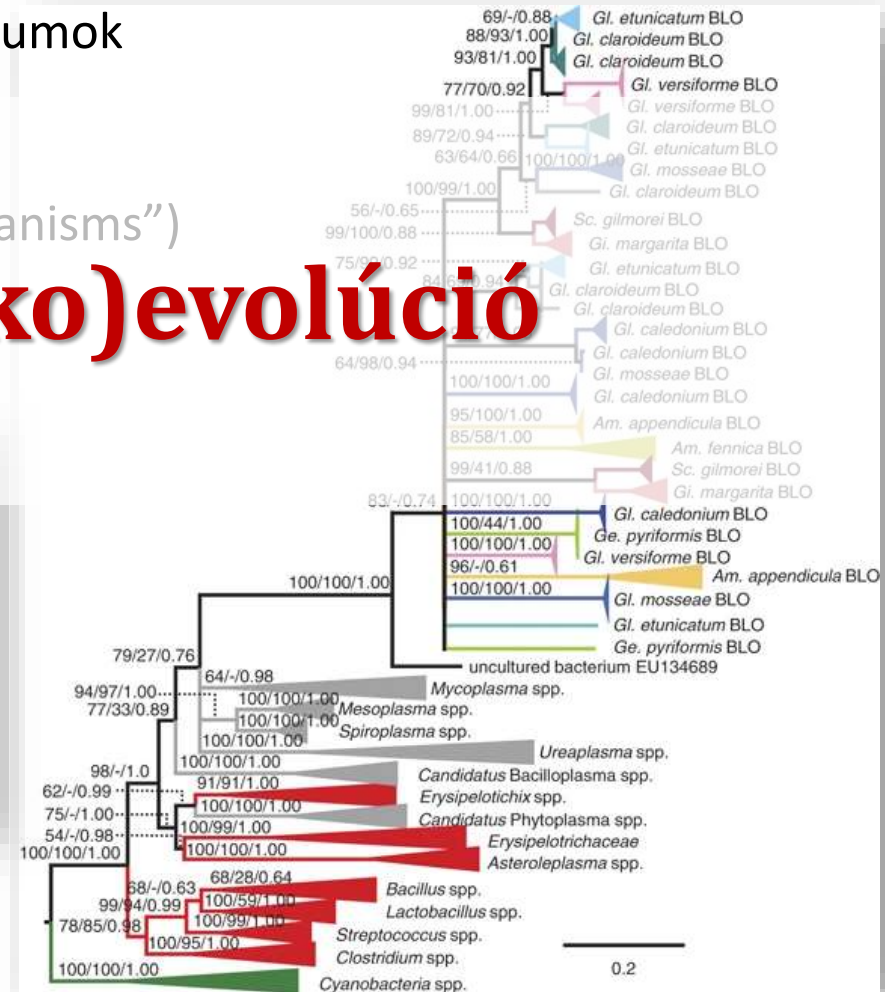 umok
69/-/0.88 Gl. etunicatum BLO
88/93/1.00 Gl. claroideum BLO
93/81/1.00 Gl. claroideum BLO
77/70/0.92 Gl. versiforme BLO
99/81/1.00 Gl. versiforme BLO
89/72/0.94 Gl. claroideum BLO
Gl. etunicatum BLO
63/64/0.66 100/100/1.00 Gl. mosseae BLO
100/99/1.00 Gl. claroideum BLO
56/-/0.65
anisms”) Sc. gilmorei BLO
99/100/0.88 Gi. margarita BLO
Gl. etunicatum BLO
Gl. claroideum BLO
ko)evolúció
Gl. claroideum BLO
Gl. caledonium BLO
64/98/0.94 Gl. caledonium BLO
Gl. mosseae BLO
100/100/1.00 Gl. caledonium BLO
95/100/1.00 Am. appendicula BLO
85/58/1.00 Am. fennica BLO
99/41/0.88 Sc. gilmorei BLO
Gi. margarita BLO
83/-/0.74 100/100/1.00 Gl. caledonium BLO
100/44/1.00 Ge. pyriformis BLO
100/100/1.00 Gl. versiforme BLO
96/-/0.61 Am. appendicula BLO
100/100/1.00 100/100/1.00 Gl. mosseae BLO
Gl. etunicatum BLO
Ge. pyriformis BLO
79/27/0.76 uncultured bacterium EU134689
64/-/0.98 Mycoplasma spp.
94/97/1.00 100/100/1.00 Mesoplasma spp.
77/33/0.89 100/100/1.00 Spiroplasma spp.
100/100/1.00 Ureaplasma spp.
100/100/1.00 Candidatus Bacilloplasma spp.
98/-/1.0 91/91/1.00 Erysipelotichix spp.
62/-/0.99 100/100/1.00 Candidatus Phytoplasma spp.
75/-/1.00 100/99/1.00 Erysipelotrichaceae
54/-/0.98 100/100/1.00 Asteroleplasma spp.
100/100/1.00
68/-/0.63 68/28/0.64 Bacillus spp.
99/94/0.99 100/59/1.00 Lactobacillus spp.
78/85/0.98 100/99/1.00 Streptococcus spp.
100/95/1.00 Clostridium spp.
0.2
100/100/1.00 Cyanobacteria spp.